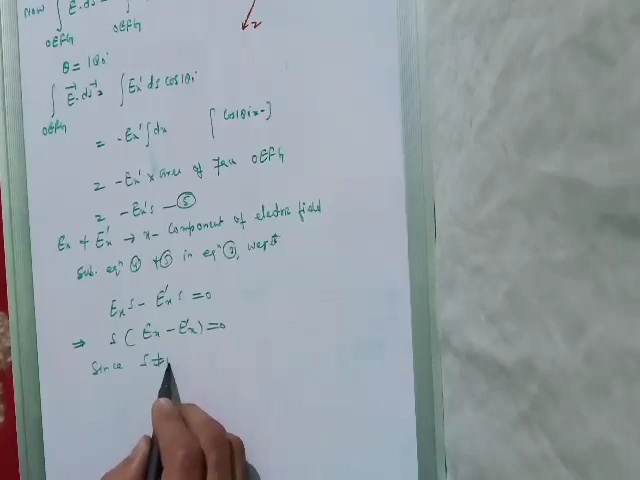 Now ∫ E. ds =
OEFG OEFG
θ = 180°
∫ E⃗. ds⃗ = ∫ Ex' ds cos180°
OEFG
= -Ex' ∫ds [cos180=-]
= -Ex' x area of face OEFG
= -Ex's —⑤
Ex & Ex' → x- component of electric field
Sub. eqn ④ & ⑤ in eqn ③, we get
Ex s - Ex' s = 0
⇒ s ( Ex - Ex') = 0
Since s ≠
z